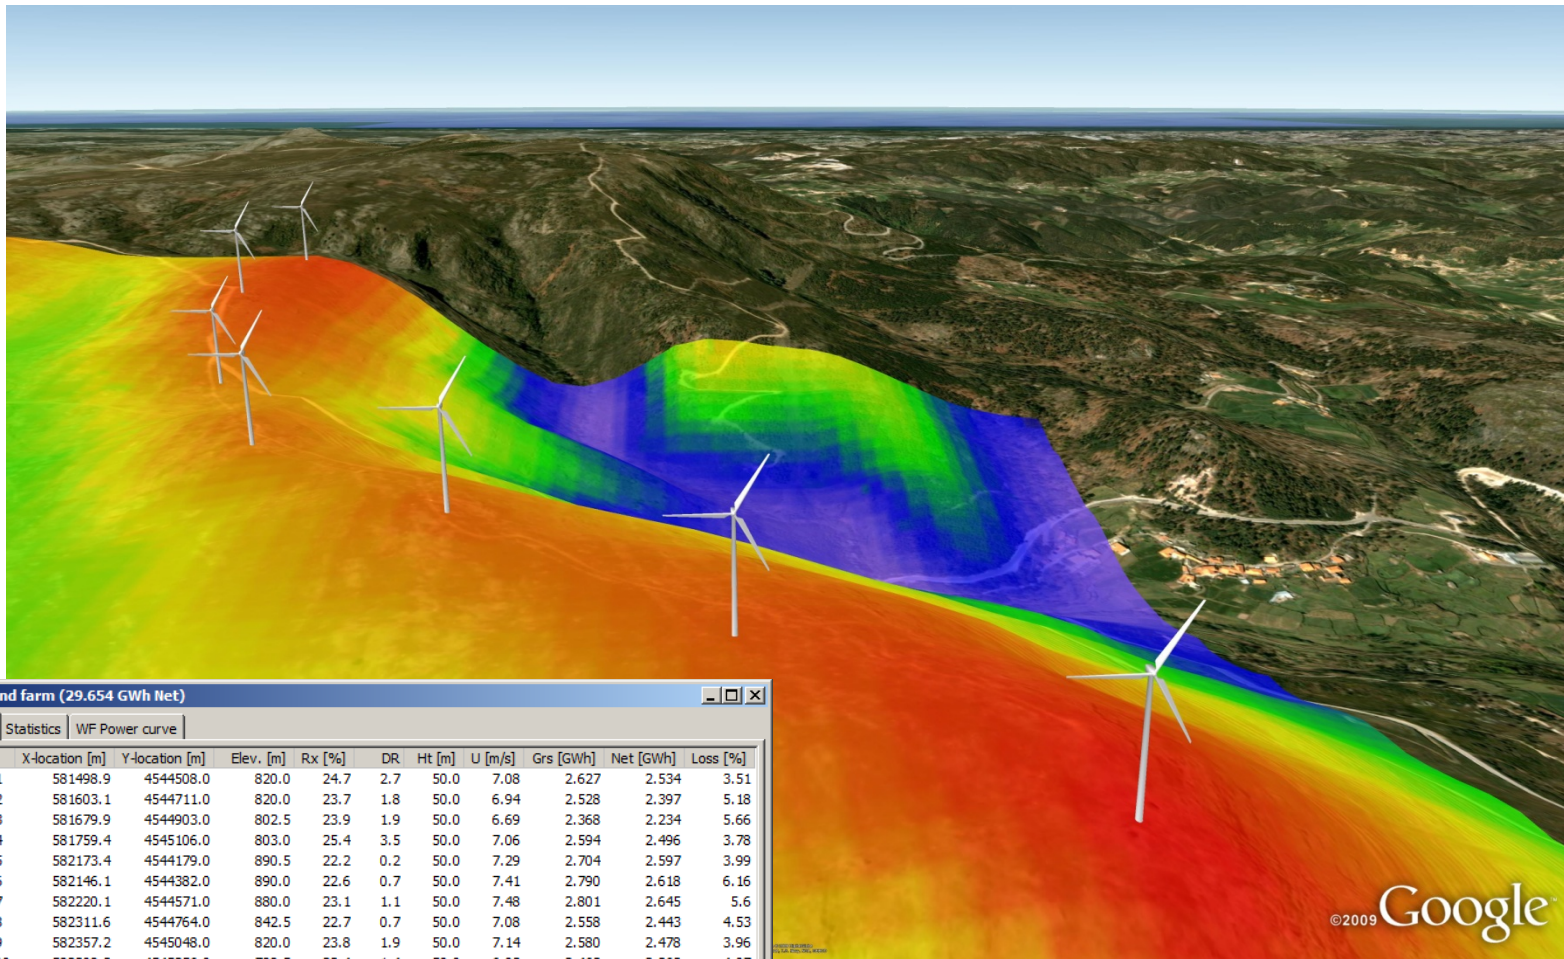 nd farm (29.654 GWh Net)
Statistics WF Power curve
X-location [m] Y-location [m] Elev. [m] Rx [%] DR Ht [m] U [m/s] Grs [GWh] Net [GWh] Loss [%]
581498.9 4544508.0 820.0 24.7 2.7 50.0 7.08 2.627 2.534 3.51
581603.1 4544711.0 820.0 23.7 1.8 50.0 6.94 2.528 2.397 5.18
581679.9 4544903.0 802.5 23.9 1.9 50.0 6.69 2.368 2.234 5.66
581759.4 4545106.0 803.0 25.4 3.5 50.0 7.06 2.594 2.496 3.78
582173.4 4544179.0 890.5 22.2 0.2 50.0 7.29 2.704 2.597 3.99
582146.1 4544382.0 890.0 22.6 0.7 50.0 7.41 2.790 2.618 6.16
582220.1 4544571.0 880.0 23.1 1.1 50.0 7.48 2.801 2.645 5.6
582311.6 4544764.0 842.5 22.7 0.7 50.0 7.08 2.558 2.443 4.53
582357.2 4545048.0 820.0 23.8 1.9 50.0 7.14 2.580 2.478 3.96
©2009 Google